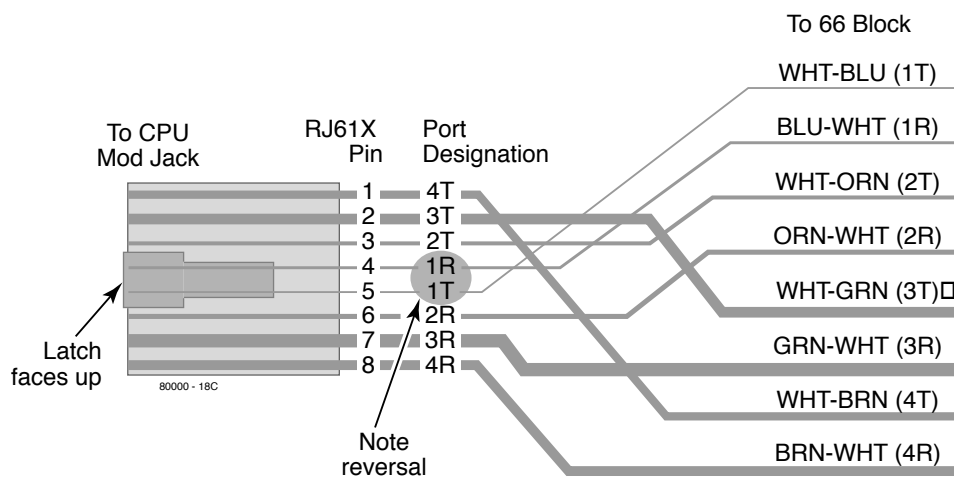 To 66 Block
WHT-BLU (1T)
BLU-WHT (1R)
WHT-ORN (2T)
ORN-WHT (2R)
WHT-GRN (3T)
GRN-WHT (3R)
WHT-BRN (4T)
BRN-WHT (4R)
To CPU
Mod Jack
RJ61X
Pin
Port
Designation
1 4T
2 3T
3 2T
4 1R
5 1T
6 2R
7 3R
8 4R
Latch
faces up
80000 - 18C
Note
reversal